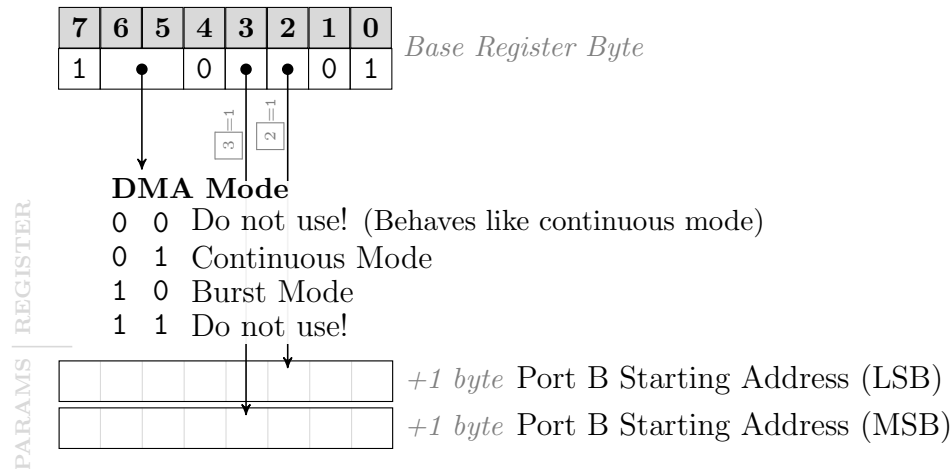 7 6 5 4 3 2 1 0
Base Register Byte
1 0 0 1
3 =1
2 =1
DMA Mode
0 0 Do not use! (Behaves like continuous mode)
0 1 Continuous Mode
1 0 Burst Mode
1 1 Do not use!
REGISTER
PARAMS
+1 byte Port B Starting Address (LSB)
+1 byte Port B Starting Address (MSB)